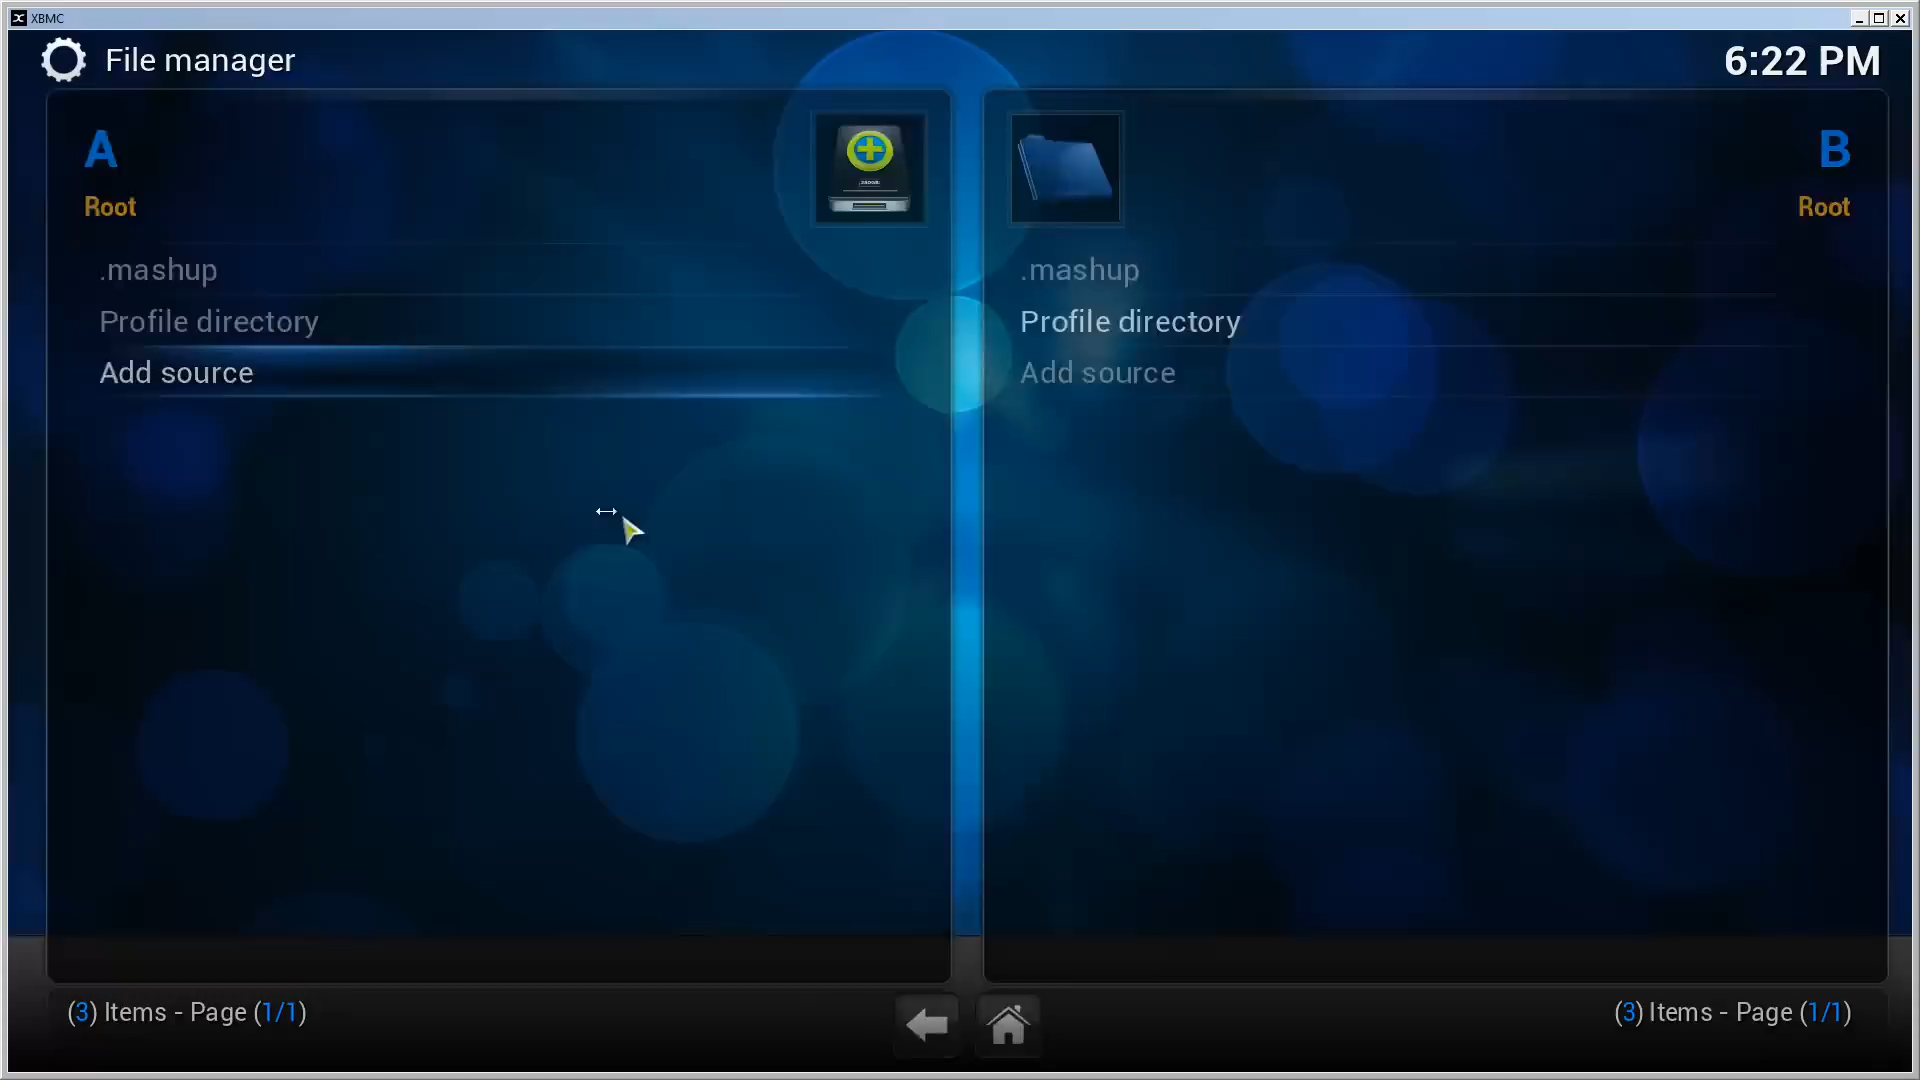 XBMC
File manager
6:22 PM
A
Root
.mashup
Profile directory
Add source
B
Root
.mashup
Profile directory
Add source
(3) Items - Page (1/1)
(3) Items - Page (1/1)